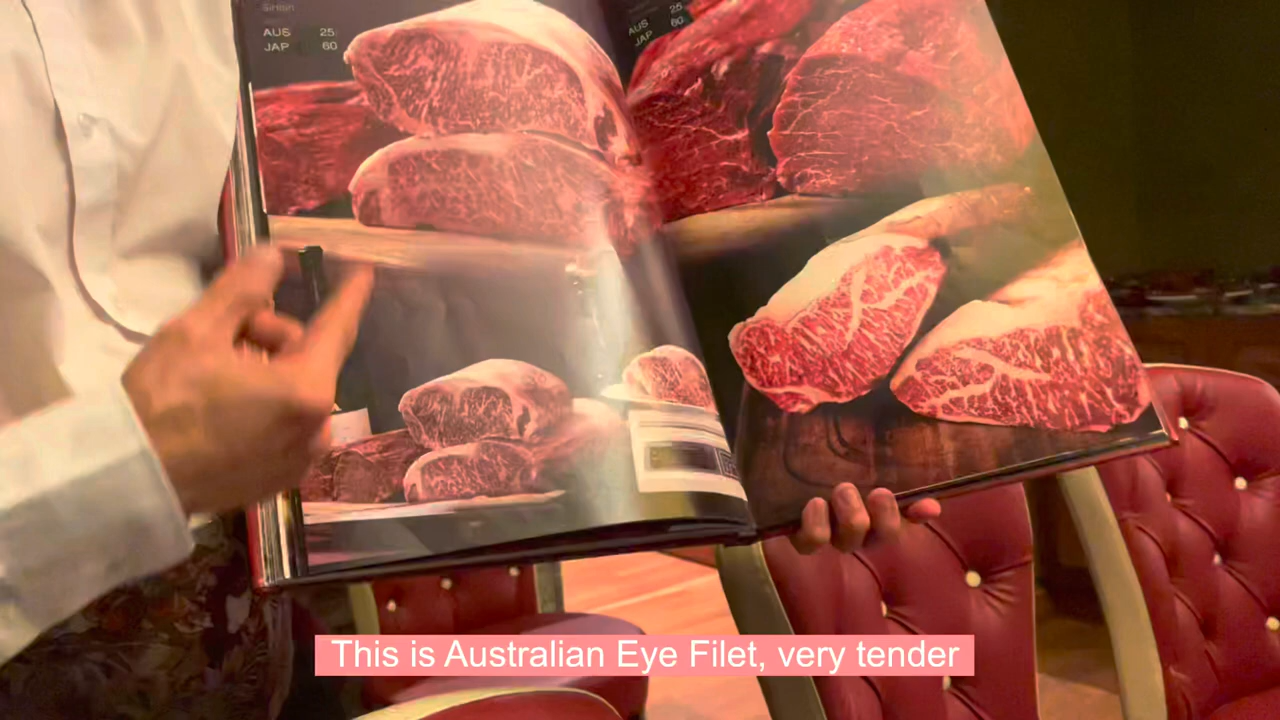 Sirloin
AUS 25
JAP 60
25
AUS 60
JAP
This is Australian Eye Filet, very tender